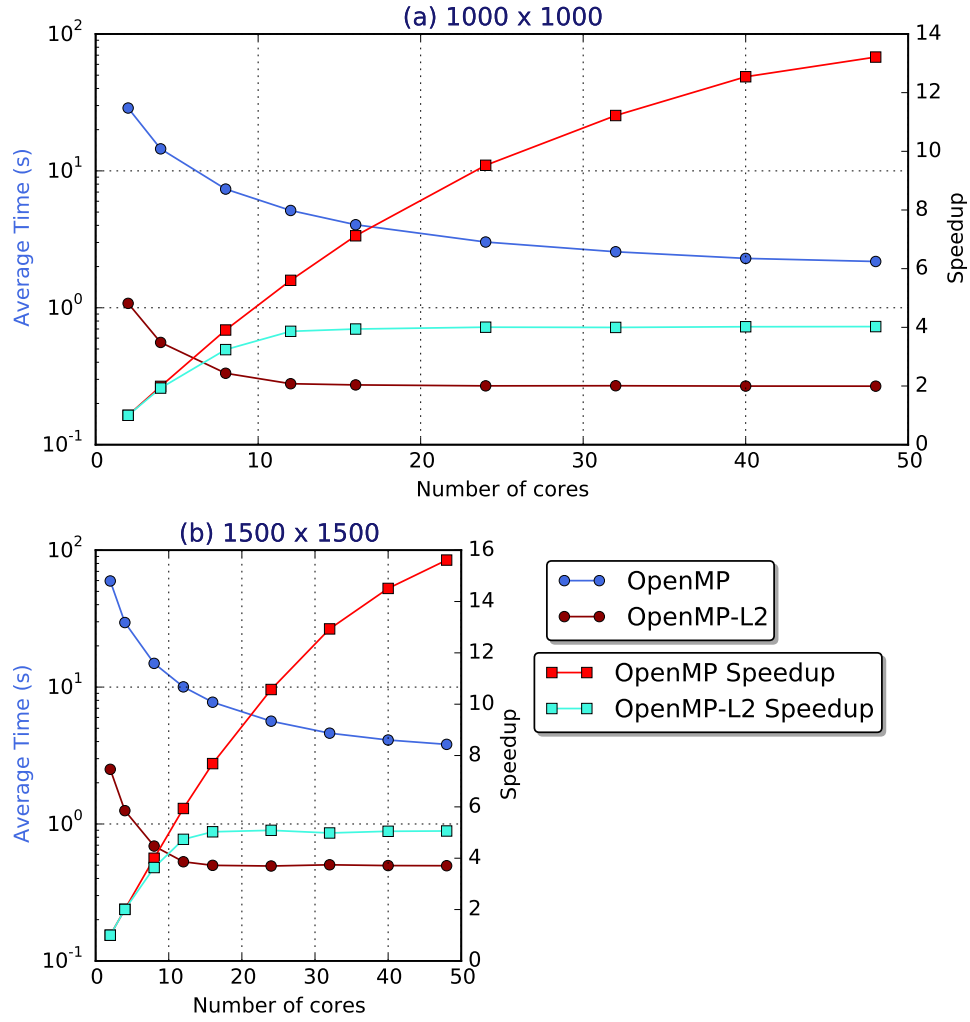 (a) 1000 x 1000
10^2
10^1
10^0
10^-1
Average Time (s)
14
12
10
8
6
4
2
0
Speedup
0 10 20 30 40 50
Number of cores
(b) 1500 x 1500
10^2
10^1
10^0
10^-1
Average Time (s)
16
14
12
10
8
6
4
2
0
Speedup
0 10 20 30 40 50
Number of cores
OpenMP
OpenMP-L2
OpenMP Speedup
OpenMP-L2 Speedup